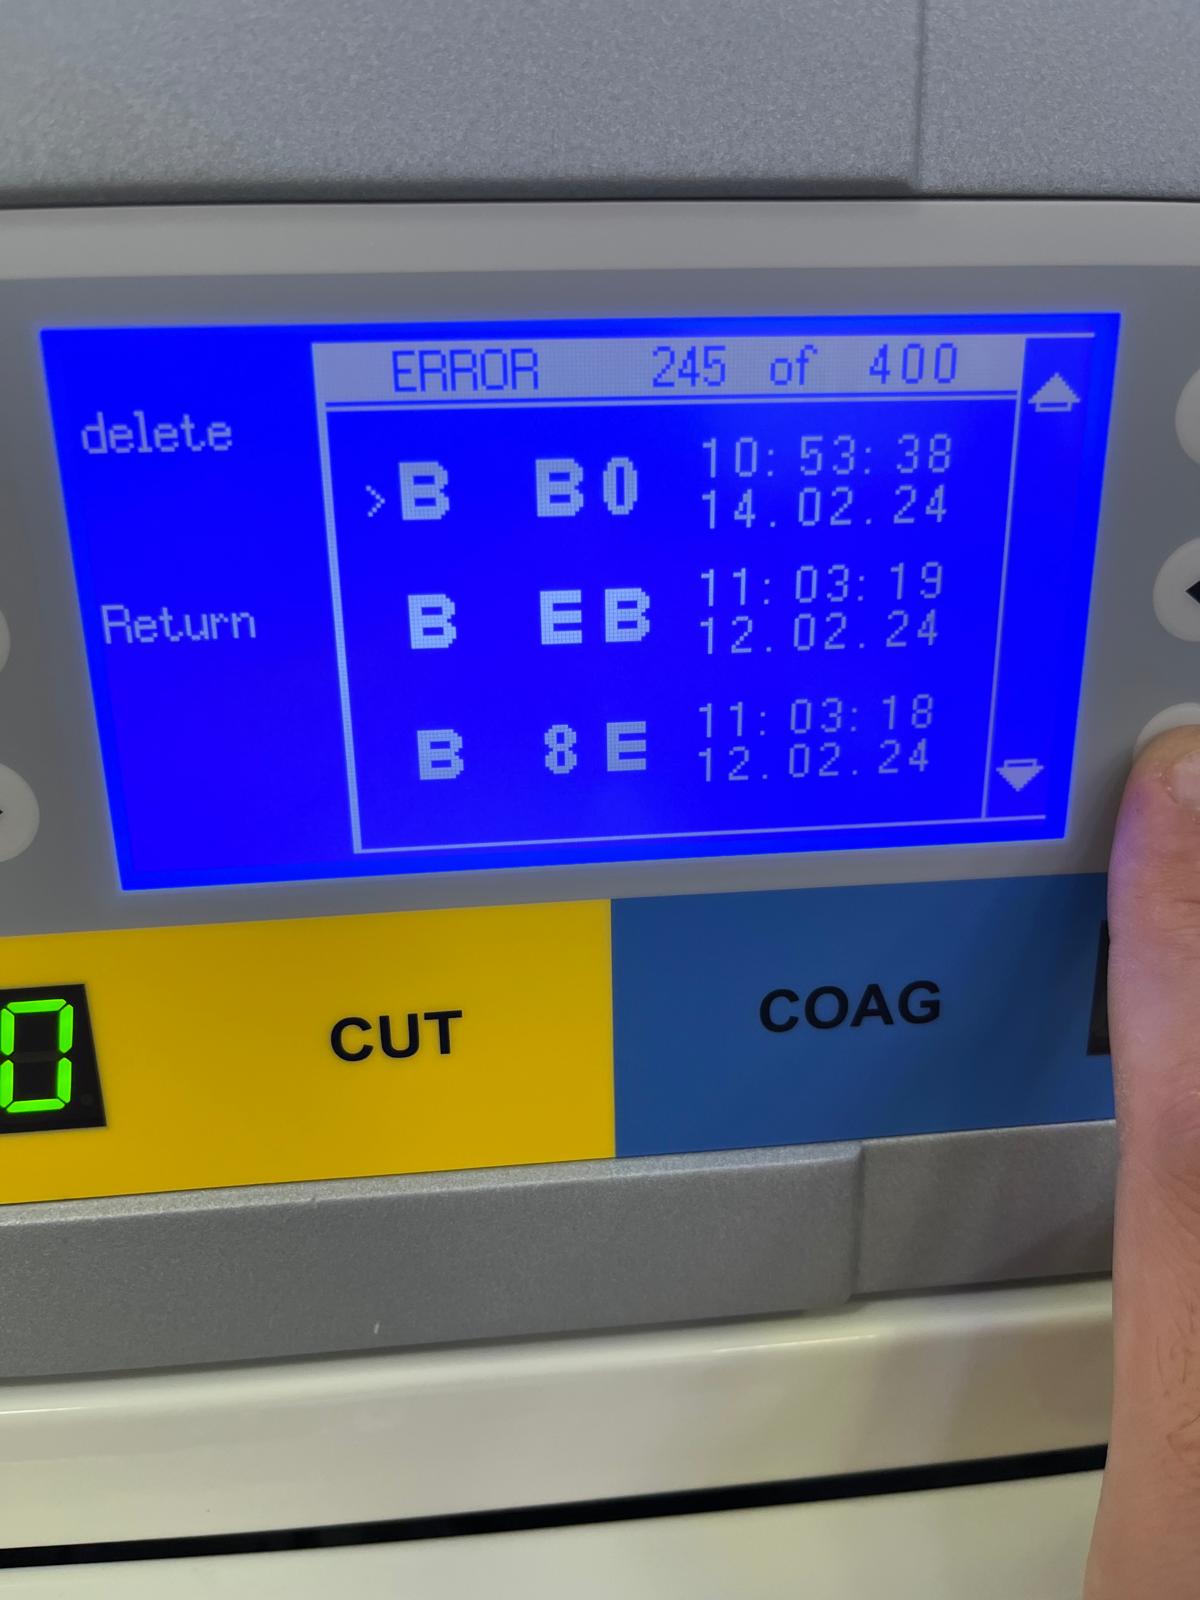 ERROR 245 of 400
delete
>B B0 10:53:38
14.02.24
Return
B EB 11:03:19
12.02.24
B 8E 11:03:18
12.02.24
0
CUT
COAG